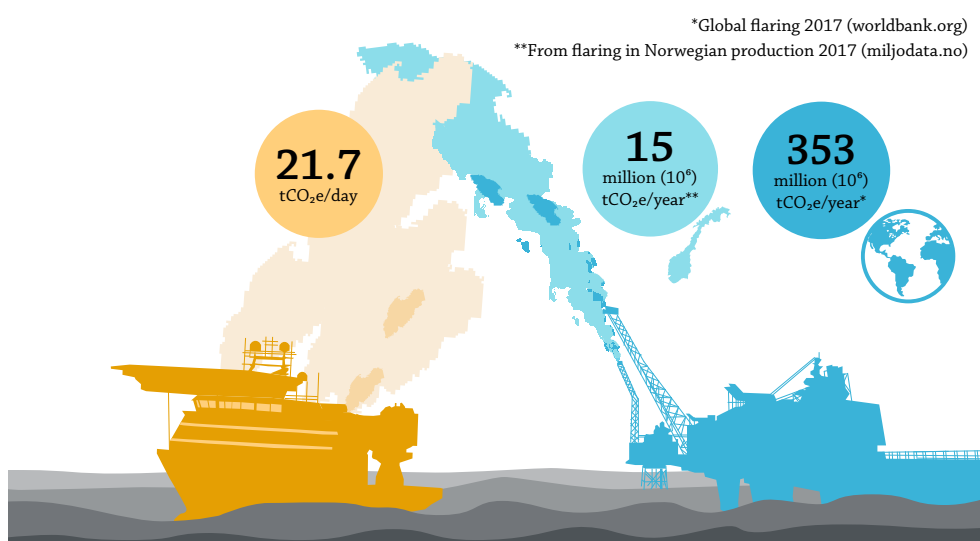 *Global flaring 2017 (worldbank.org)
**From flaring in Norwegian production 2017 (miljodata.no)
21.7
tCO₂e/day
15
million (10⁶)
tCO₂e/year**
353
million (10⁶)
tCO₂e/year*